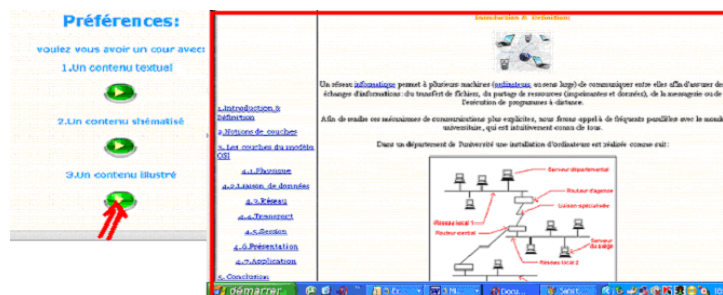 Préférences:
voulez vous avoir un cour avec:
1.Un contenu textuel
2.Un contenu shématisé
3.Un contenu illustré
1.Introduction & Définition
2.Notions de couches
3. Les couches du modèle OSI
4.1.Physique
4.2.Liaison de données
4.3.Réseau
4.4.Transport
4.5.Session
4.6.Présentation
4.7.Application
5. Conclusion
Introduction & Définition
Un réseau informatique permet à plusieurs machines (ordinateurs au sens large) de communiquer entre elles afin d'assurer des
échanges d'informations: du transfert de fichiers, du partage de ressources (imprimantes et données), de la messagerie ou de
l'exécution de programmes à distance.
Afin de rendre ces mécanismes de communications plus explicites, nous ferons appel à de fréquents parallèles avec le monde
universitaire, qui est intuitivement connu de tous.
Dans un département de l'université une installation d'ordinateurs est réalisée comme suit:
Serveur départemental
Routeur d'agence
Liaison spécialisée
Réseau local 1
Routeur central
Serveur du siège
Réseau local 2
démarrer